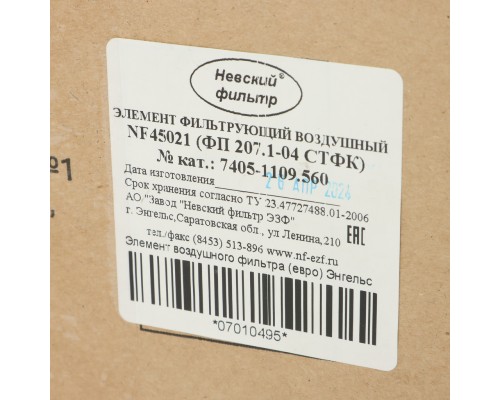 Невский®
фильтр
ЭЛЕМЕНТ ФИЛЬТРУЮЩИЙ ВОЗДУШНЫЙ
NF45021 (ФП 207.1-04 СТФК)
№ кат.: 7405-1109.560
Дата изготовления 26 АПР 2024
Срок хранения согласно ТУ 23.47727488.01-2006
АО."Завод "Невский фильтр ЭЗФ"
г. Энгельс,Саратовская обл., ул Ленина,210
EAC
тел./факс (8453) 513-896 www.nf-ezf.ru
Элемент воздушного фильтра (евро) Энгельс
*07010495*
№1